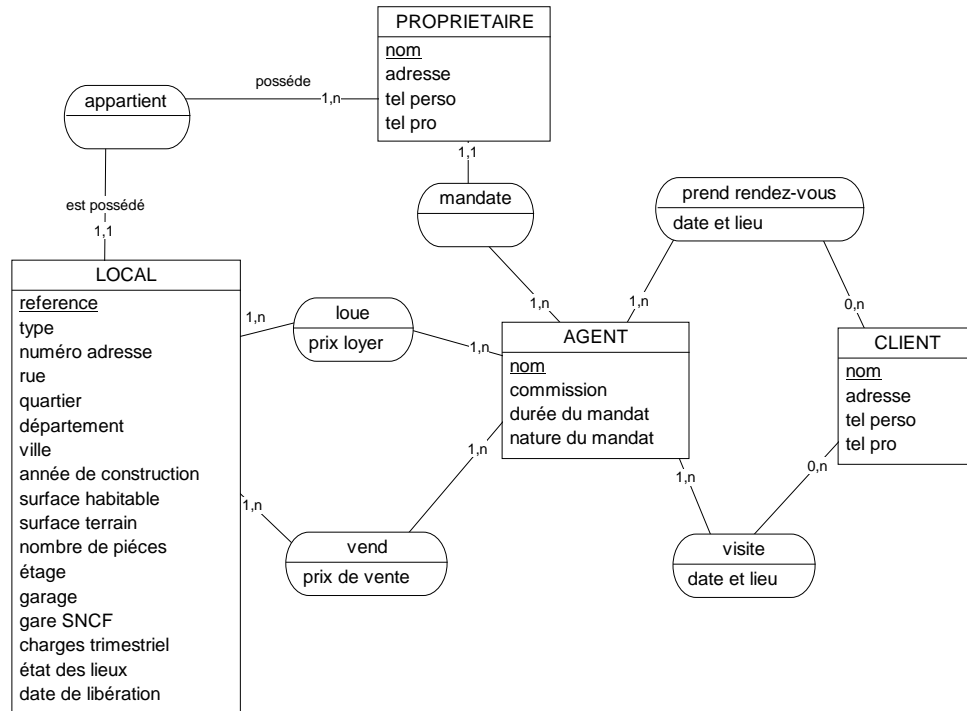 PROPRIETAIRE
nom
adresse
tel perso
tel pro
posséde
1,n
appartient
1,1
est possédé
1,1
mandate
1,n
prend rendez-vous
date et lieu
1,n
0,n
LOCAL
reference
type
numéro adresse
rue
quartier
département
ville
année de construction
surface habitable
surface terrain
nombre de piéces
étage
garage
gare SNCF
charges trimestriel
état des lieux
date de libération
1,n
loue
prix loyer
1,n
AGENT
nom
commission
durée du mandat
nature du mandat
CLIENT
nom
adresse
tel perso
tel pro
1,n
1,n
vend
prix de vente
1,n
0,n
visite
date et lieu